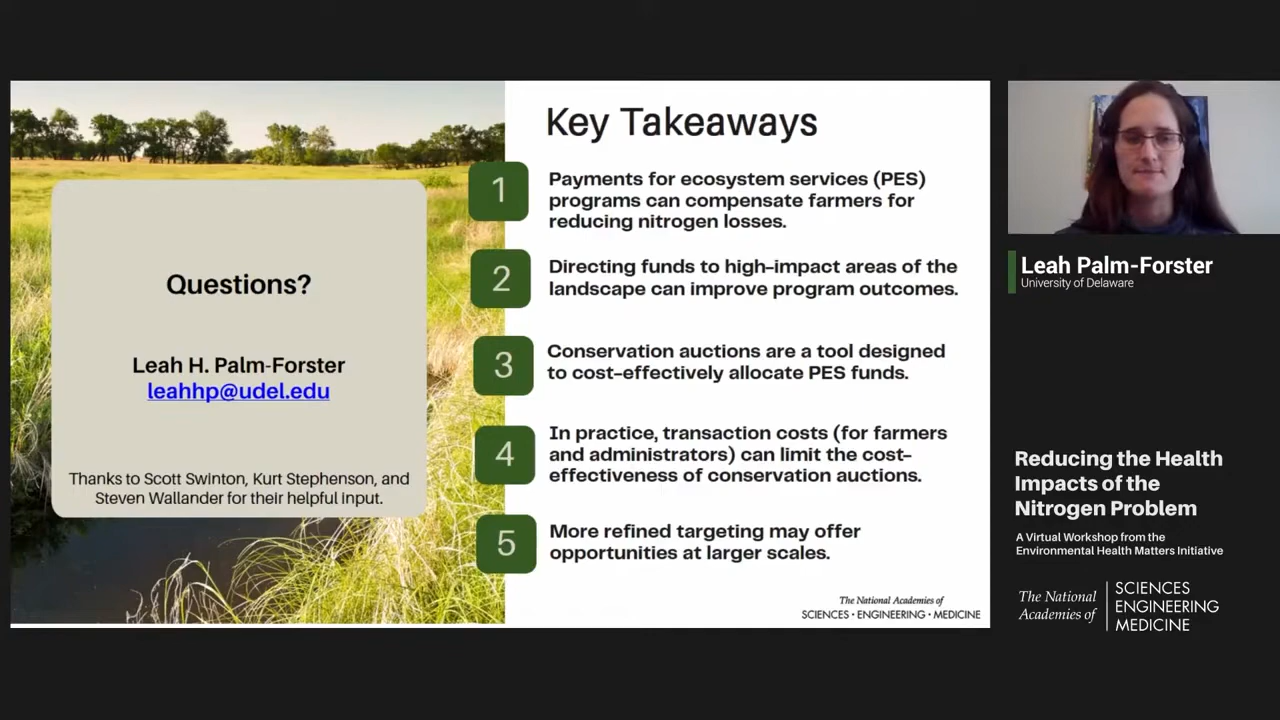 Key Takeaways
1
Payments for ecosystem services (PES)
programs can compensate farmers for
reducing nitrogen losses.
2
Directing funds to high-impact areas of the
landscape can improve program outcomes.
3
Conservation auctions are a tool designed
to cost-effectively allocate PES funds.
4
In practice, transaction costs (for farmers
and administrators) can limit the cost-
effectiveness of conservation auctions.
5
More refined targeting may offer
opportunities at larger scales.
Questions?
Leah H. Palm-Forster
leahhp@udel.edu
Thanks to Scott Swinton, Kurt Stephenson, and
Steven Wallander for their helpful input.
The National Academies of
SCIENCES · ENGINEERING · MEDICINE
Leah Palm-Forster
University of Delaware
Reducing the Health
Impacts of the
Nitrogen Problem
A Virtual Workshop from the
Environmental Health Matters Initiative
The National
Academies of
SCIENCES
ENGINEERING
MEDICINE